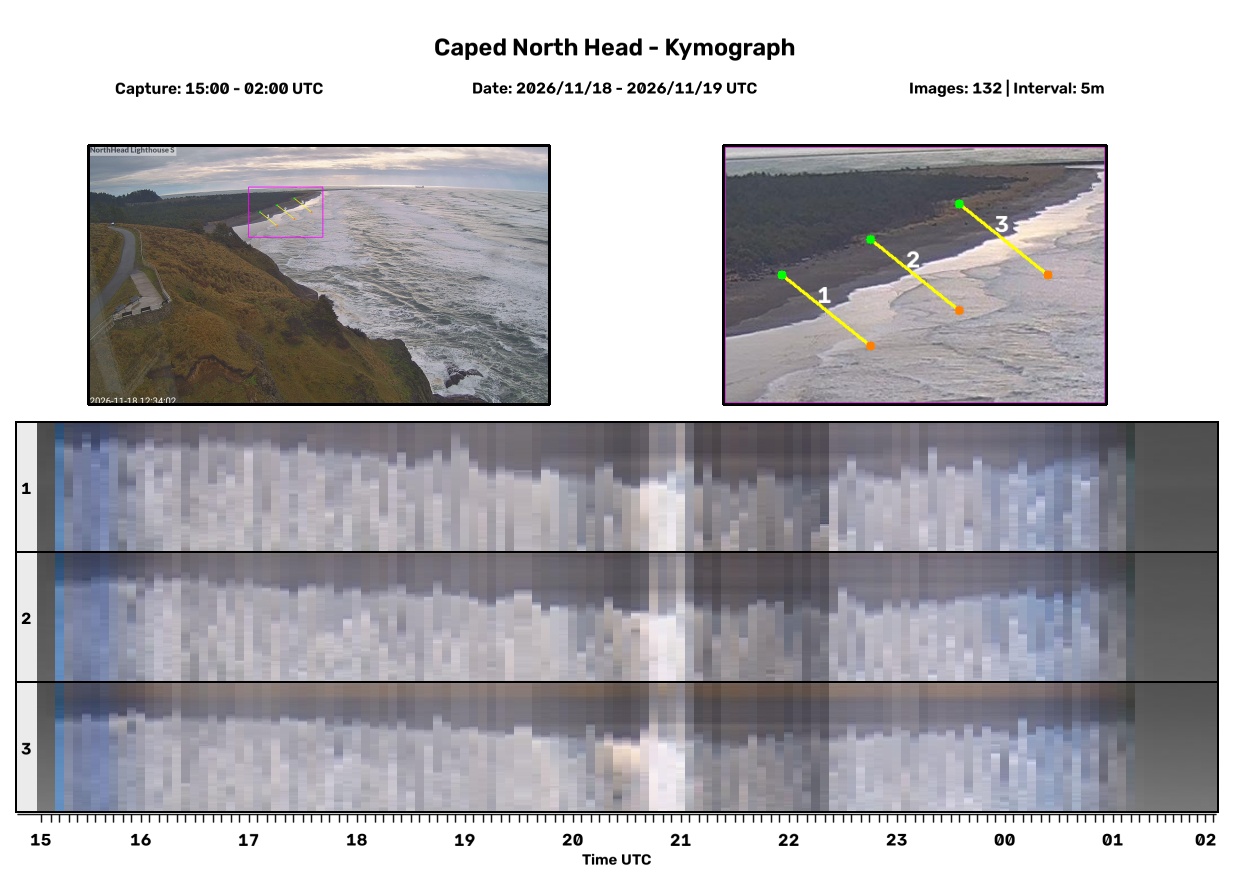 Caped North Head - Kymograph
Capture: 15:00 - 02:00 UTC
Date: 2026/11/18 - 2026/11/19 UTC
Images: 132 | Interval: 5m
NorthHead Lighthouse S
2026-11-18 12:34:02
1
2
3
1
2
3
15 16 17 18 19 20 21 22 23 00 01 02
Time UTC